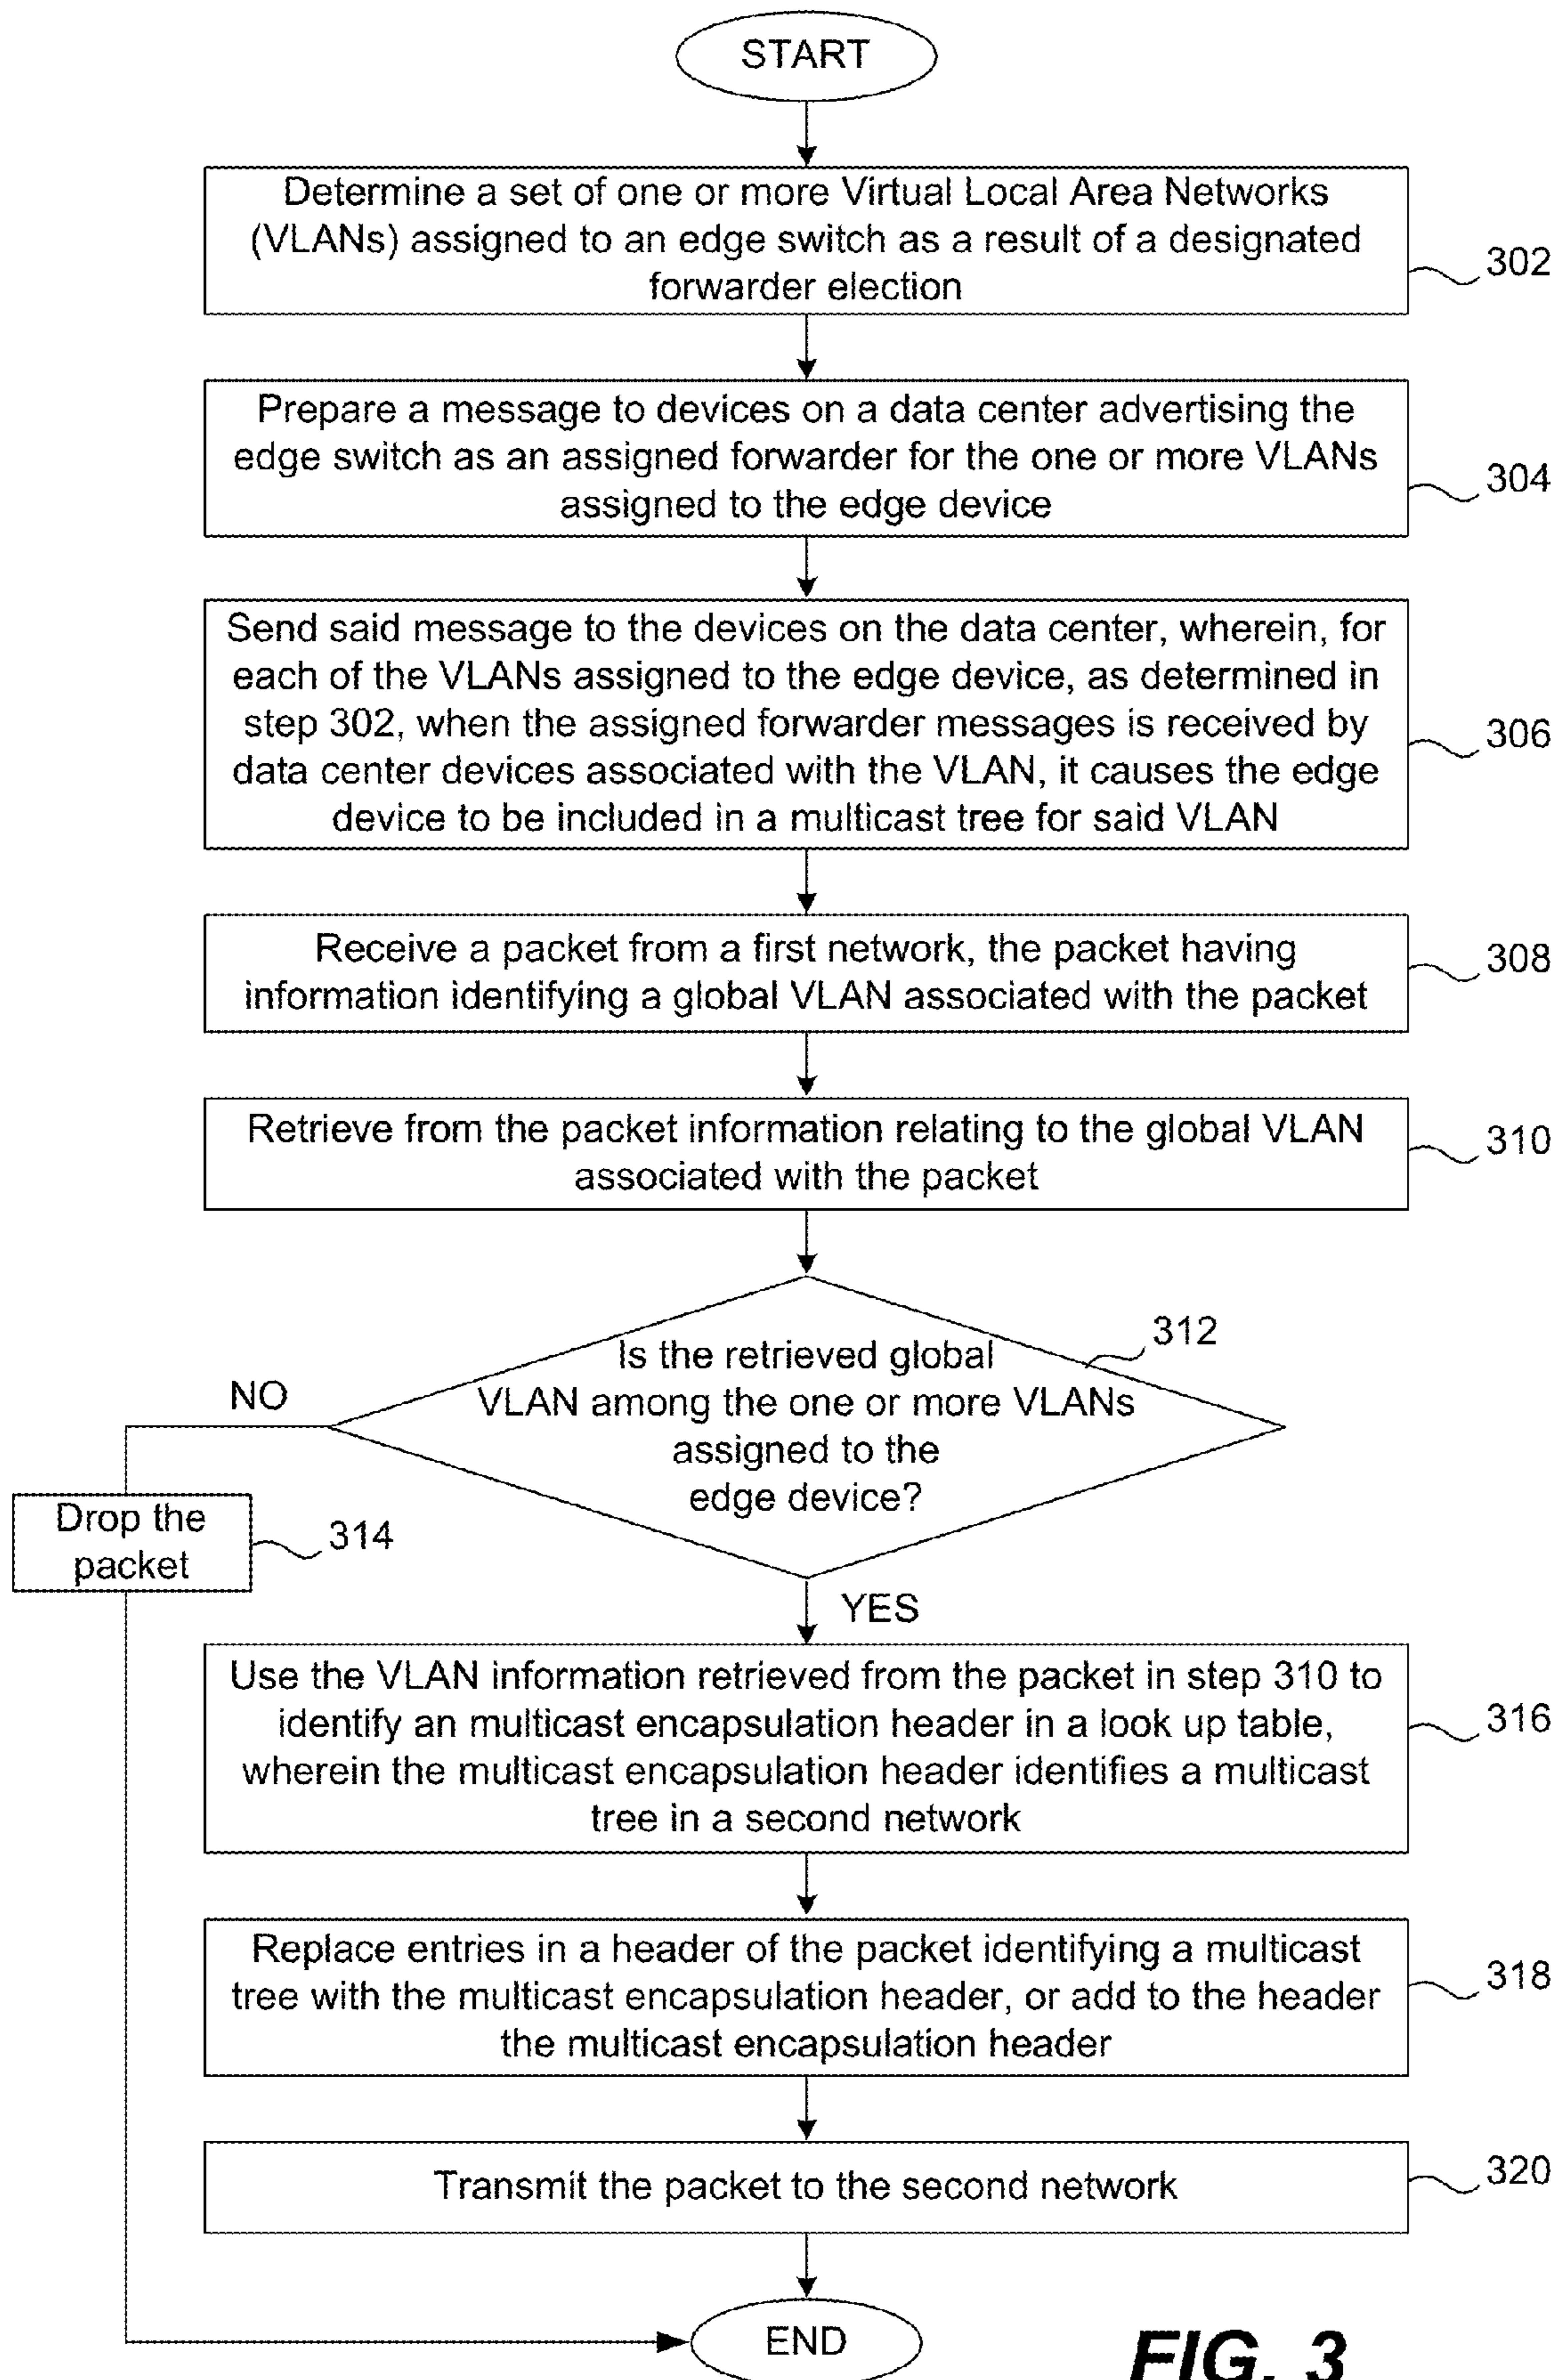 START
Determine a set of one or more Virtual Local Area Networks
(VLANs) assigned to an edge switch as a result of a designated
forwarder election
302
Prepare a message to devices on a data center advertising the
edge switch as an assigned forwarder for the one or more VLANs
assigned to the edge device
304
Send said message to the devices on the data center, wherein, for
each of the VLANs assigned to the edge device, as determined in
step 302, when the assigned forwarder messages is received by
data center devices associated with the VLAN, it causes the edge
device to be included in a multicast tree for said VLAN
306
Receive a packet from a first network, the packet having
information identifying a global VLAN associated with the packet
308
Retrieve from the packet information relating to the global VLAN
associated with the packet
310
Is the retrieved global
VLAN among the one or more VLANs
assigned to the
edge device?
312
NO
Drop the
packet
314
YES
Use the VLAN information retrieved from the packet in step 310 to
identify an multicast encapsulation header in a look up table,
wherein the multicast encapsulation header identifies a multicast
tree in a second network
316
Replace entries in a header of the packet identifying a multicast
tree with the multicast encapsulation header, or add to the header
the multicast encapsulation header
318
Transmit the packet to the second network
320
END
FIG. 3